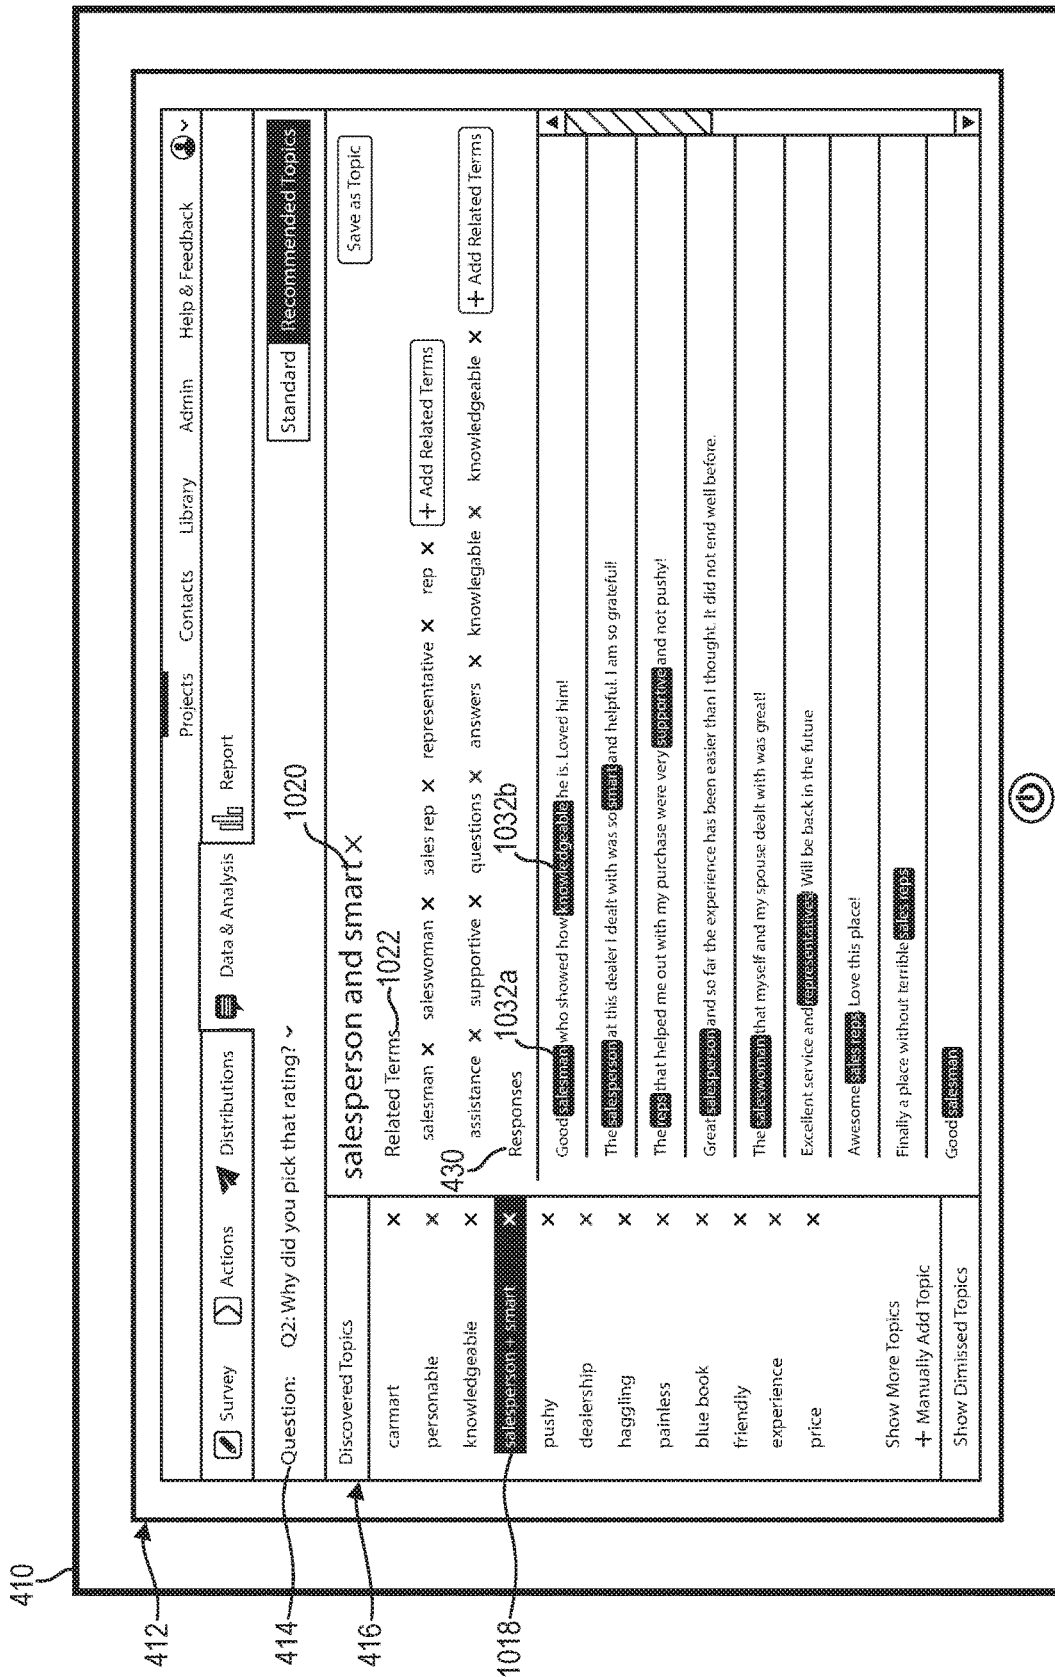 410
412
Projects Contacts Library Admin Help & Feedback
Survey Actions Distributions Data & Analysis Report
414
Question: Q2: Why did you pick that rating?
Standard Recommended Topics
416
Discovered Topics
carmart ×
personable ×
knowledgeable ×
1018
salesperson + smart ×
pushy ×
dealership ×
haggling ×
painless ×
blue book ×
friendly ×
experience ×
price ×
Show More Topics
+ Manually Add Topic
Show Dimissed Topics
1020
salesperson and smart ×
Save as Topic
Related Terms 1022
salesman × saleswoman × sales rep × representative × rep × + Add Related Terms
assistance × supportive × questions × answers × knowlegable × knowledgeable × + Add Related Terms
430
Responses
1032a
1032b
Good salesman who showed how knowledgeable he is. Loved him!
The salesperson at this dealer I dealt with was so smart and helpful. I am so grateful!
The reps that helped me out with my purchase were very supportive and not pushy!
Great salesperson and so far the experience has been easier than I thought. It did not end well before.
The saleswoman that myself and my spouse dealt with was great!
Excellent service and representatives! Will be back in the future
Awesome sales reps! Love this place!
Finally a place without terrible sales reps
Good salesman